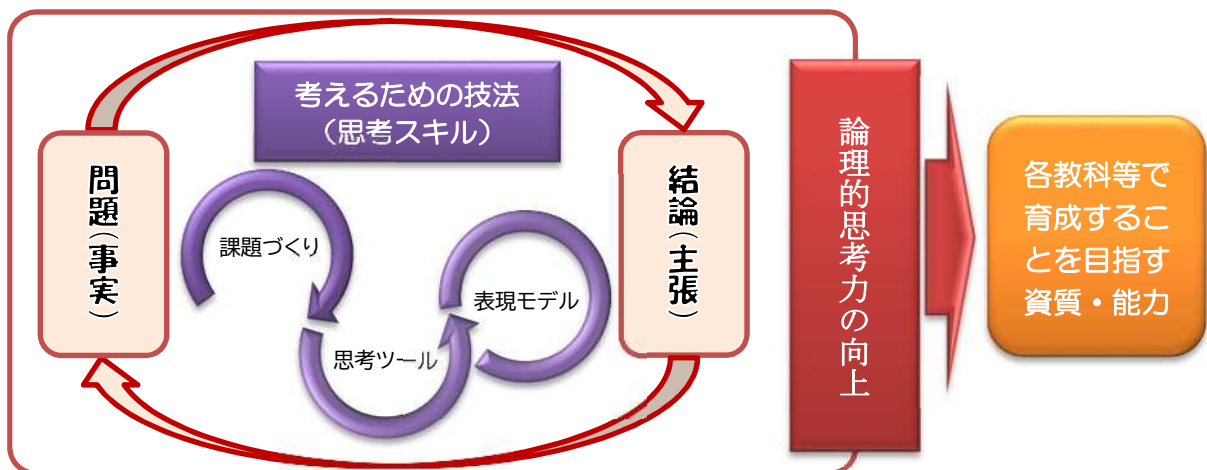 考えるための技法
（思考スキル）
問題（事実）
課題づくり
思考ツール
表現モデル
結論（主張）
論理的思考力の向上
各教科等で
育成するこ
とを目指す
資質・能力